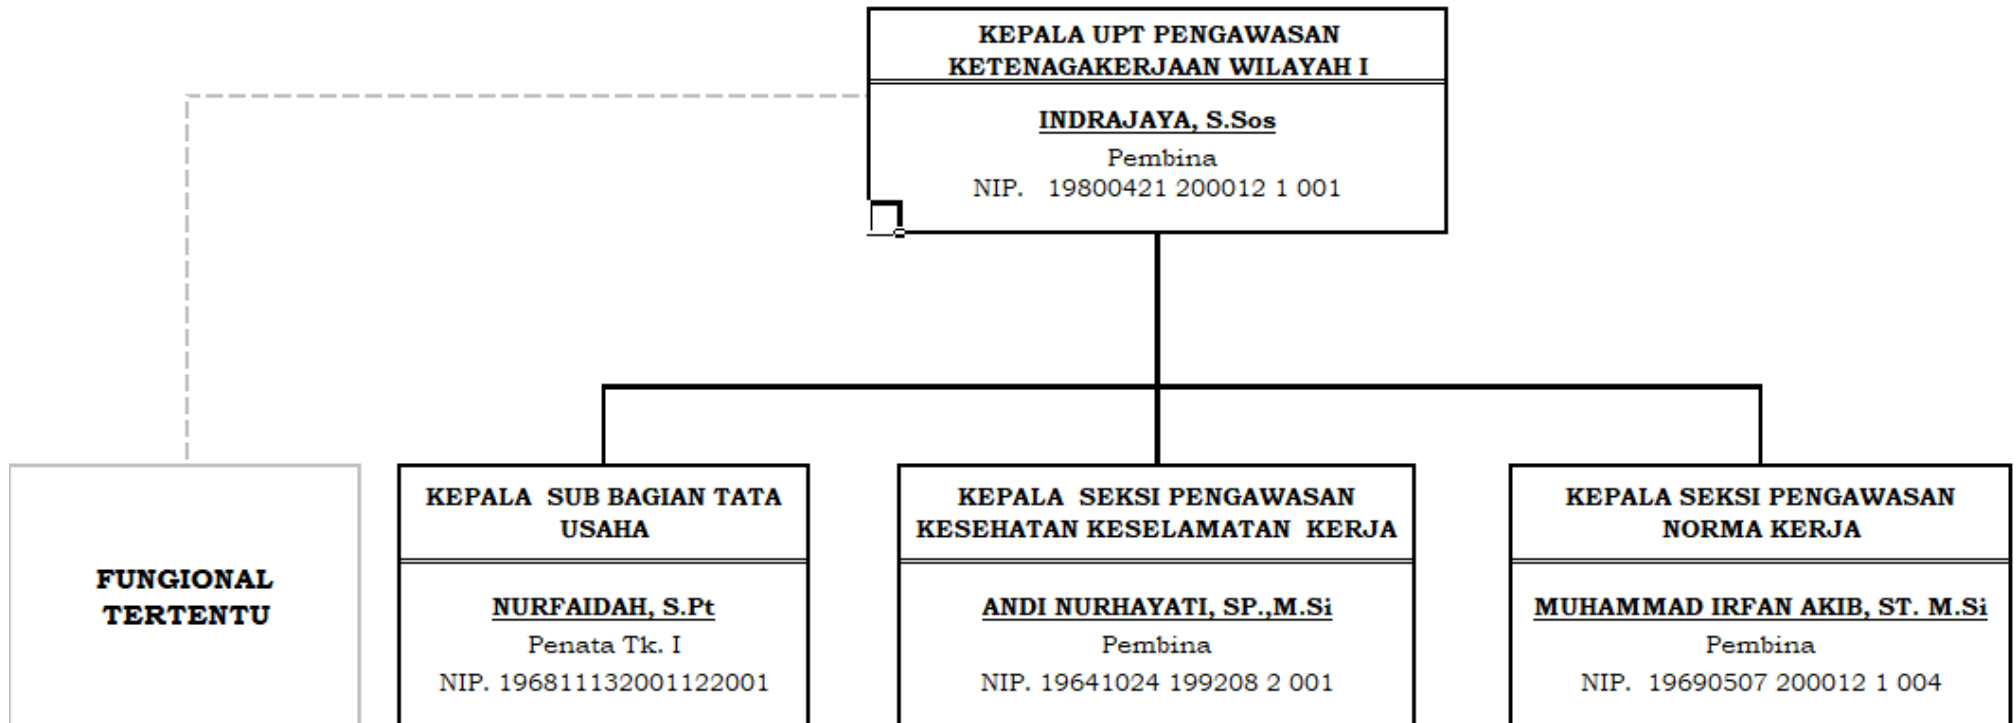 KEPALA UPT PENGAWASAN
KETENAGAKERJAAN WILAYAH I
INDRAJAYA, S.Sos
Pembina
NIP. 19800421 200012 1 001
FUNGIONAL
TERTENTU
KEPALA SUB BAGIAN TATA
USAHA
NURFAIDAH, S.Pt
Penata Tk. I
NIP. 196811132001122001
KEPALA SEKSI PENGAWASAN
KESEHATAN KESELAMATAN KERJA
ANDI NURHAYATI, SP.,M.Si
Pembina
NIP. 19641024 199208 2 001
KEPALA SEKSI PENGAWASAN
NORMA KERJA
MUHAMMAD IRFAN AKIB, ST. M.Si
Pembina
NIP. 19690507 200012 1 004